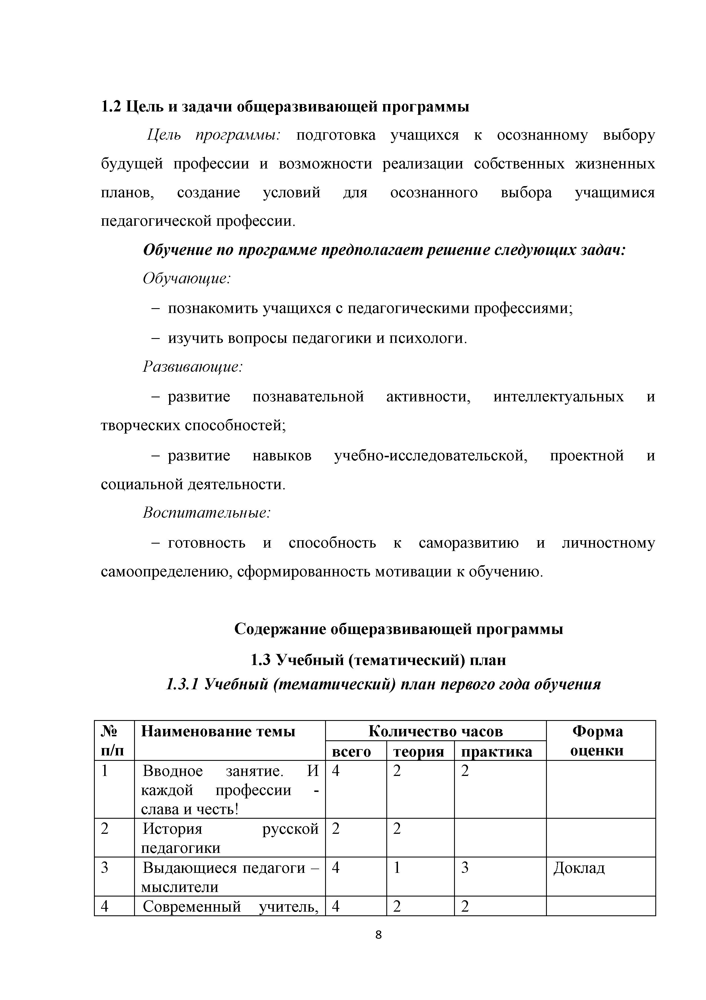 1.2 Цель и задачи общеразвивающей программы
Цель программы: подготовка учащихся к осознанному выбору
будущей профессии и возможности реализации собственных жизненных
планов, создание условий для осознанного выбора учащимися
педагогической профессии.
Обучение по программе предполагает решение следующих задач:
Обучающие:
– познакомить учащихся с педагогическими профессиями;
– изучить вопросы педагогики и психологи.
Развивающие:
– развитие познавательной активности, интеллектуальных и
творческих способностей;
– развитие навыков учебно-исследовательской, проектной и
социальной деятельности.
Воспитательные:
– готовность и способность к саморазвитию и личностному
самоопределению, сформированность мотивации к обучению.
Содержание общеразвивающей программы
1.3 Учебный (тематический) план
1.3.1 Учебный (тематический) план первого года обучения
№ Наименование темы Количество часов Форма
п/п всего теория практика оценки
1 Вводное занятие. И 4 2 2
каждой профессии -
слава и честь!
2 История русской 2 2
педагогики
3 Выдающиеся педагоги – 4 1 3 Доклад
мыслители
4 Современный учитель, 4 2 2
8